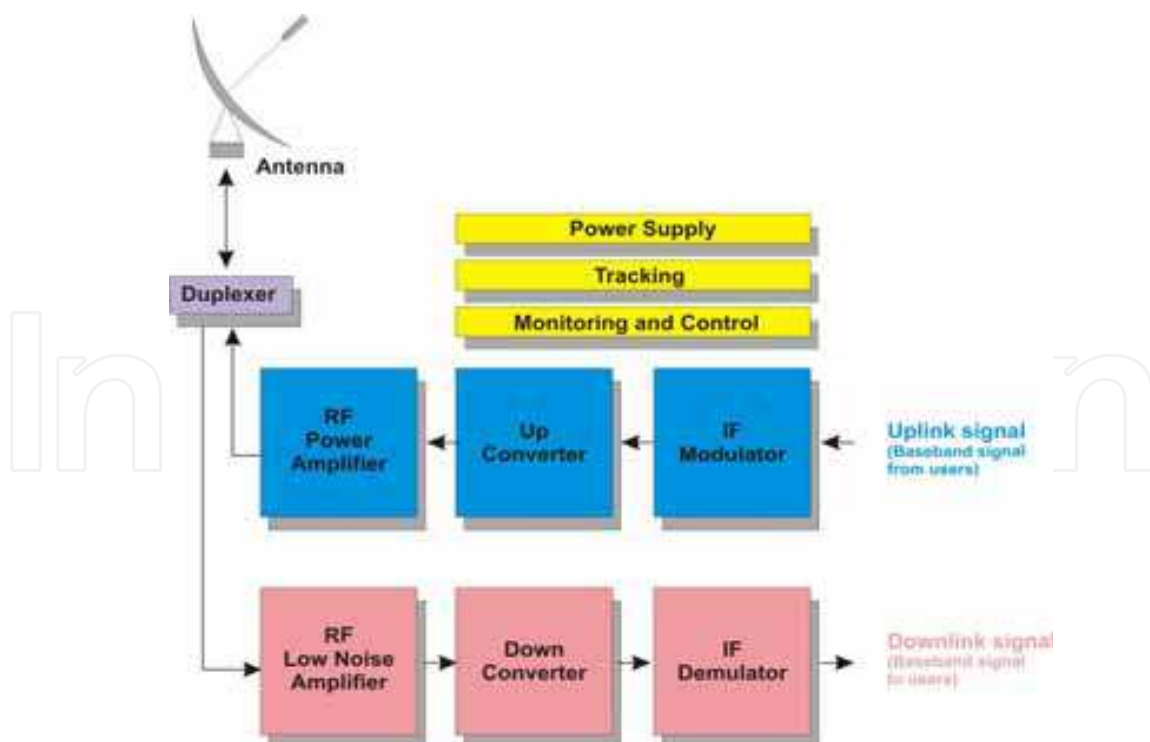 Antenna
Power Supply
Tracking
Duplexer
Monitoring and Control
RF
Power
Amplifier
Up
Converter
IF
Modulator
Uplink signal
(Baseband signal
from users)
RF
Low Noise
Amplifier
Down
Converter
IF
Demulator
Downlink signal
(Baseband signal
to users)
In
n